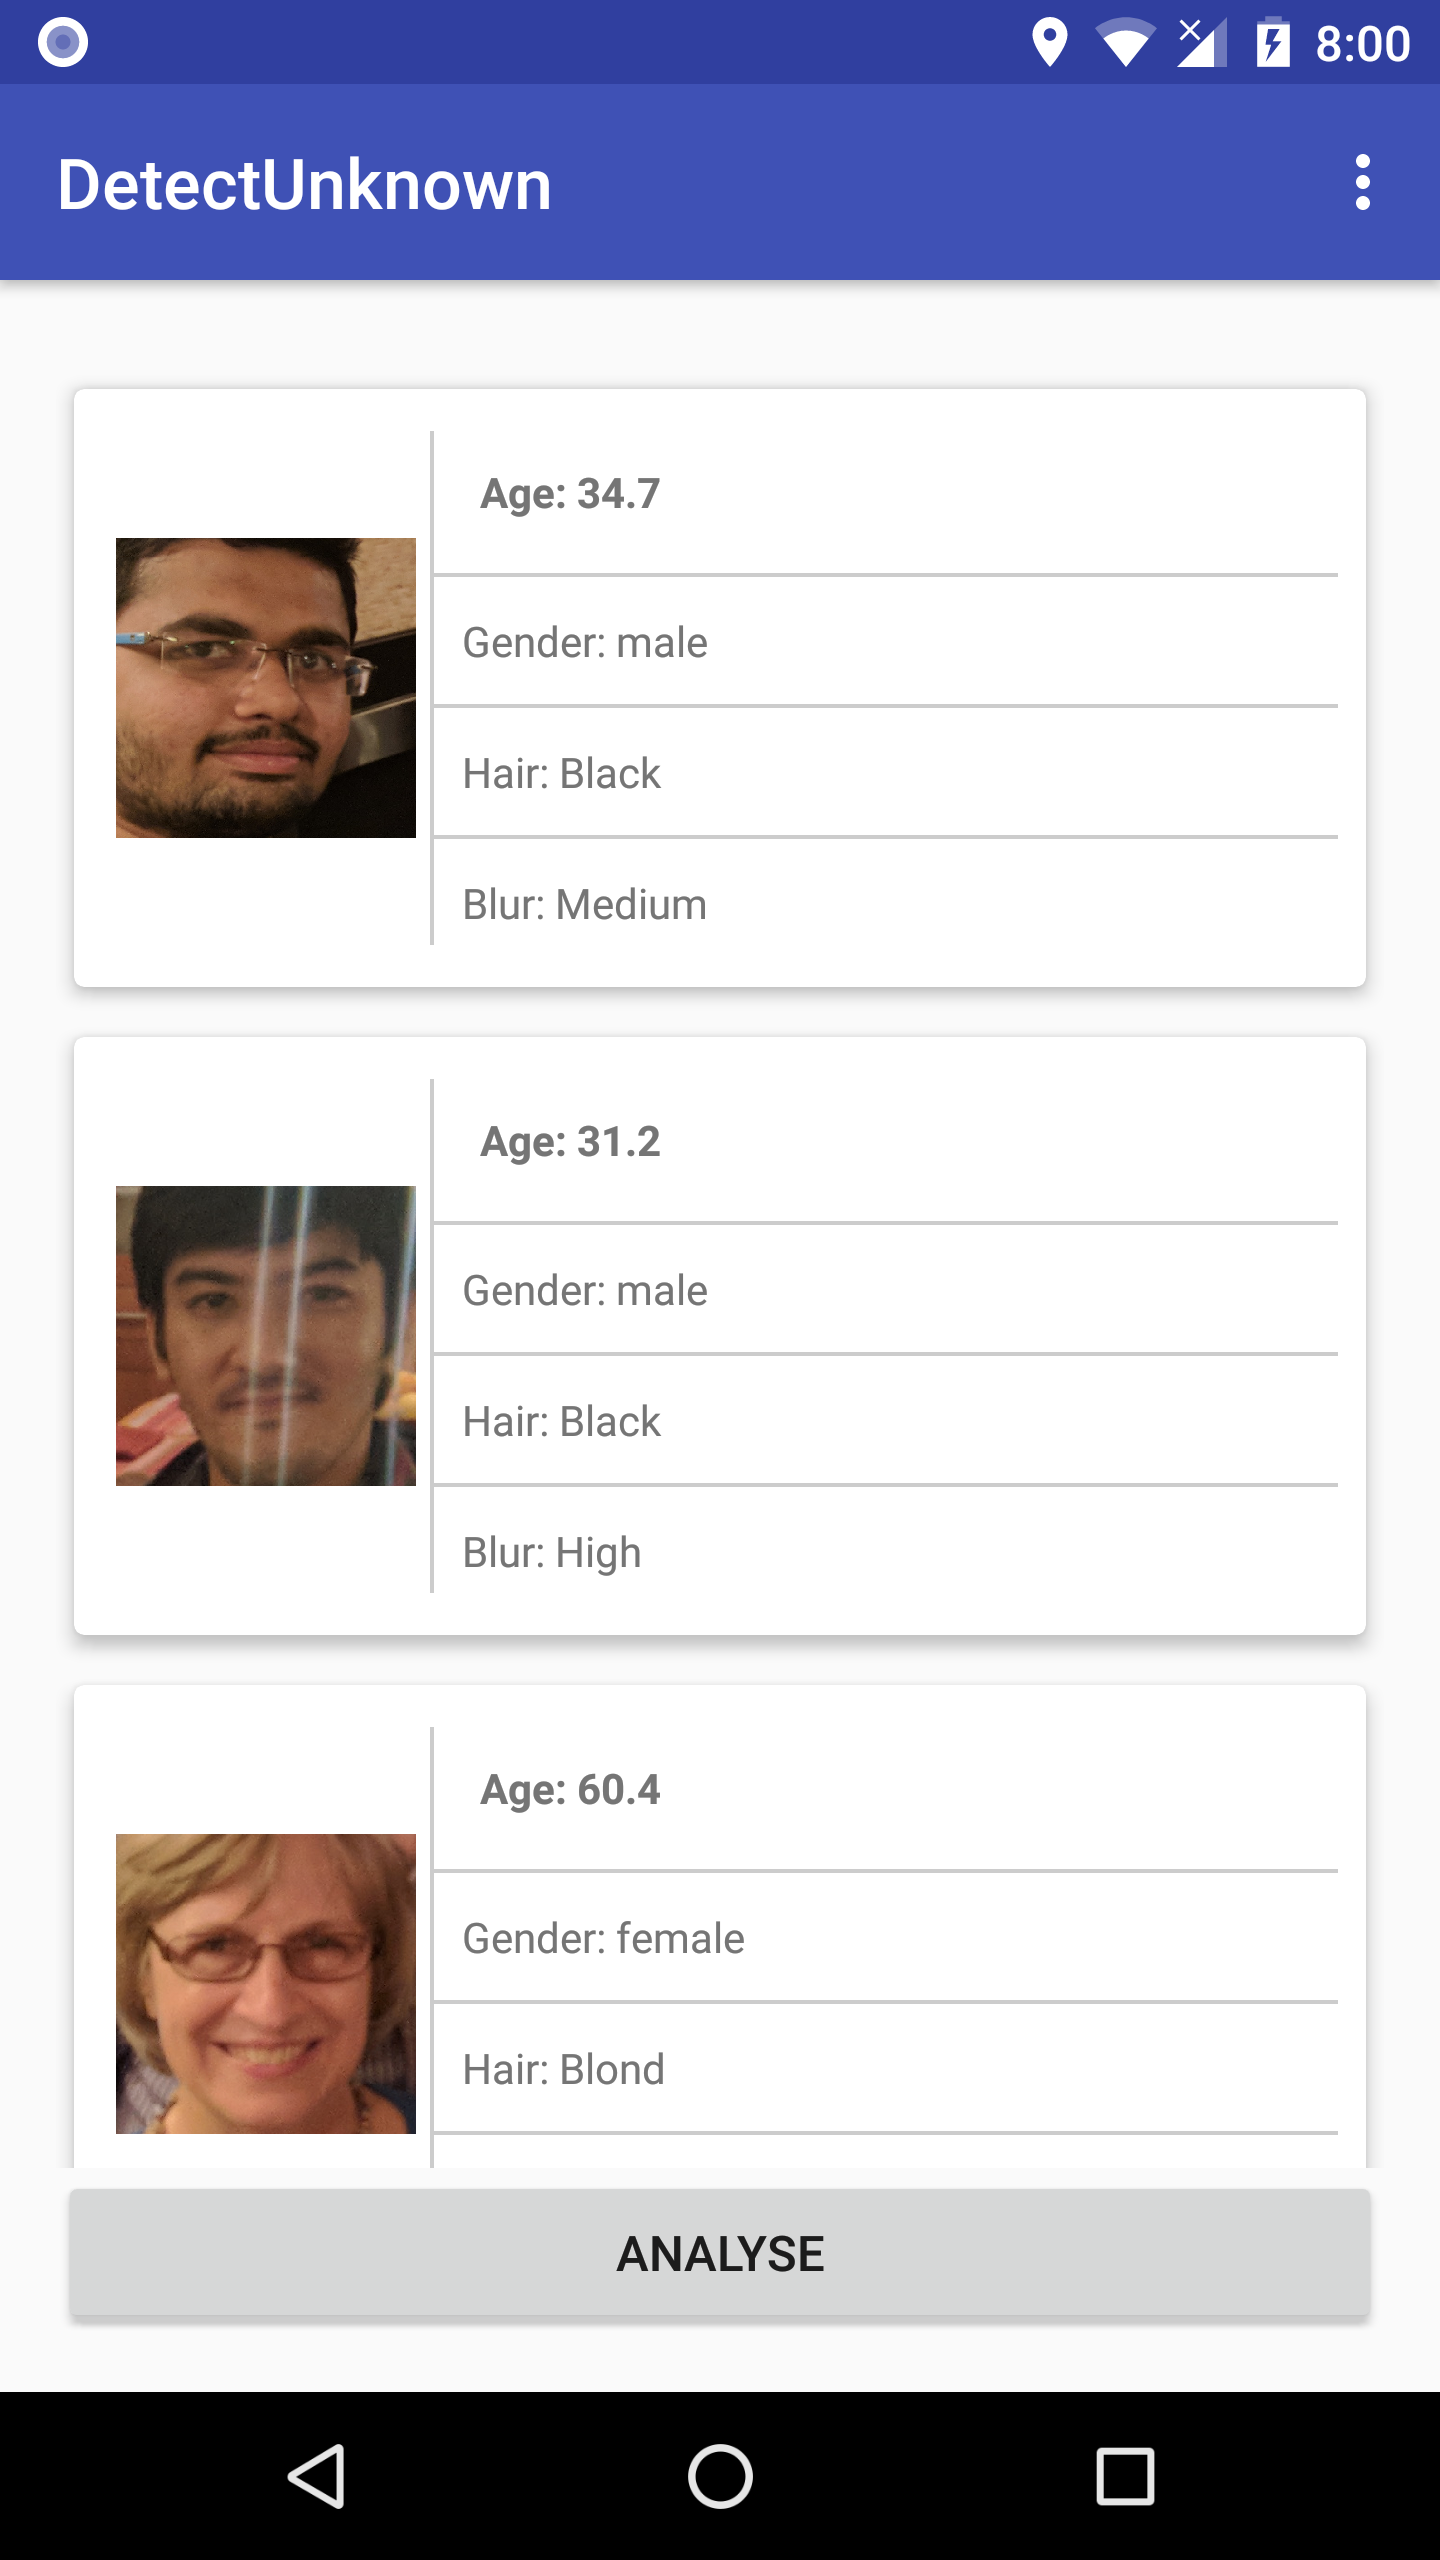 8:00
DetectUnknown
Age: 34.7
Gender: male
Hair: Black
Blur: Medium
Age: 31.2
Gender: male
Hair: Black
Blur: High
Age: 60.4
Gender: female
Hair: Blond
ANALYSE